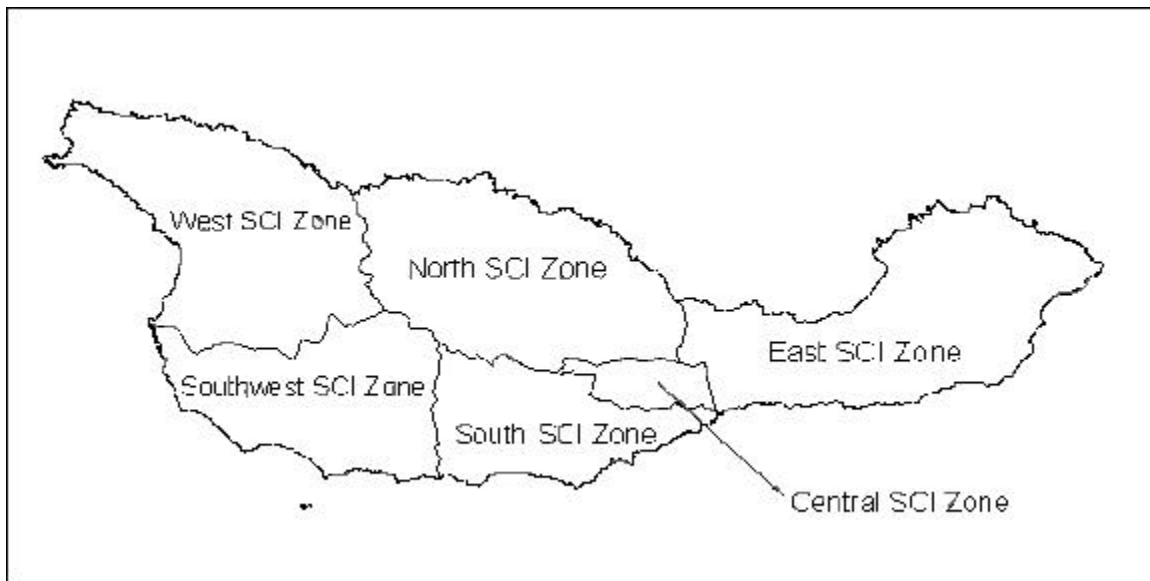 West SCI Zone
North SCI Zone
East SCI Zone
Southwest SCI Zone
South SCI Zone
Central SCI Zone